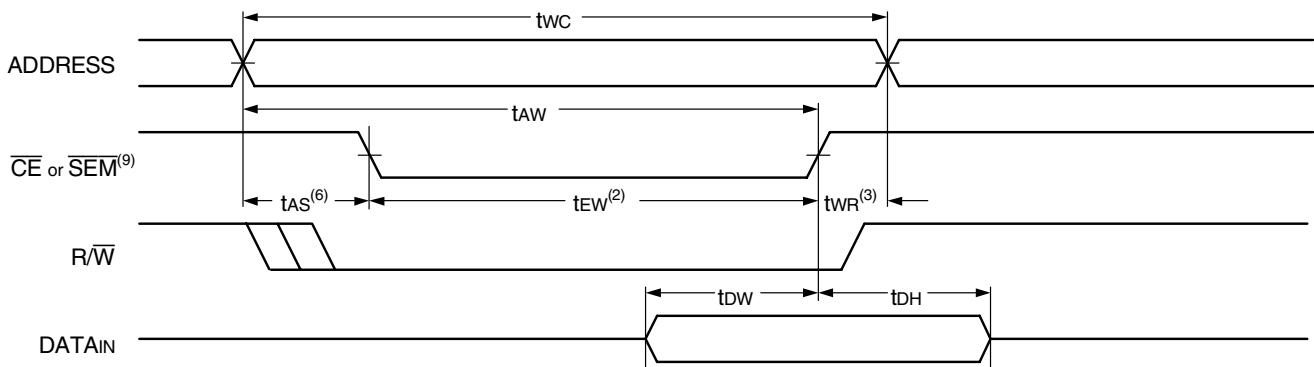 tWC
ADDRESS
tAW
CE or SEM(9)
tAS(6) tEW(2) tWR(3)
R/W
tDW tDH
DATAIN